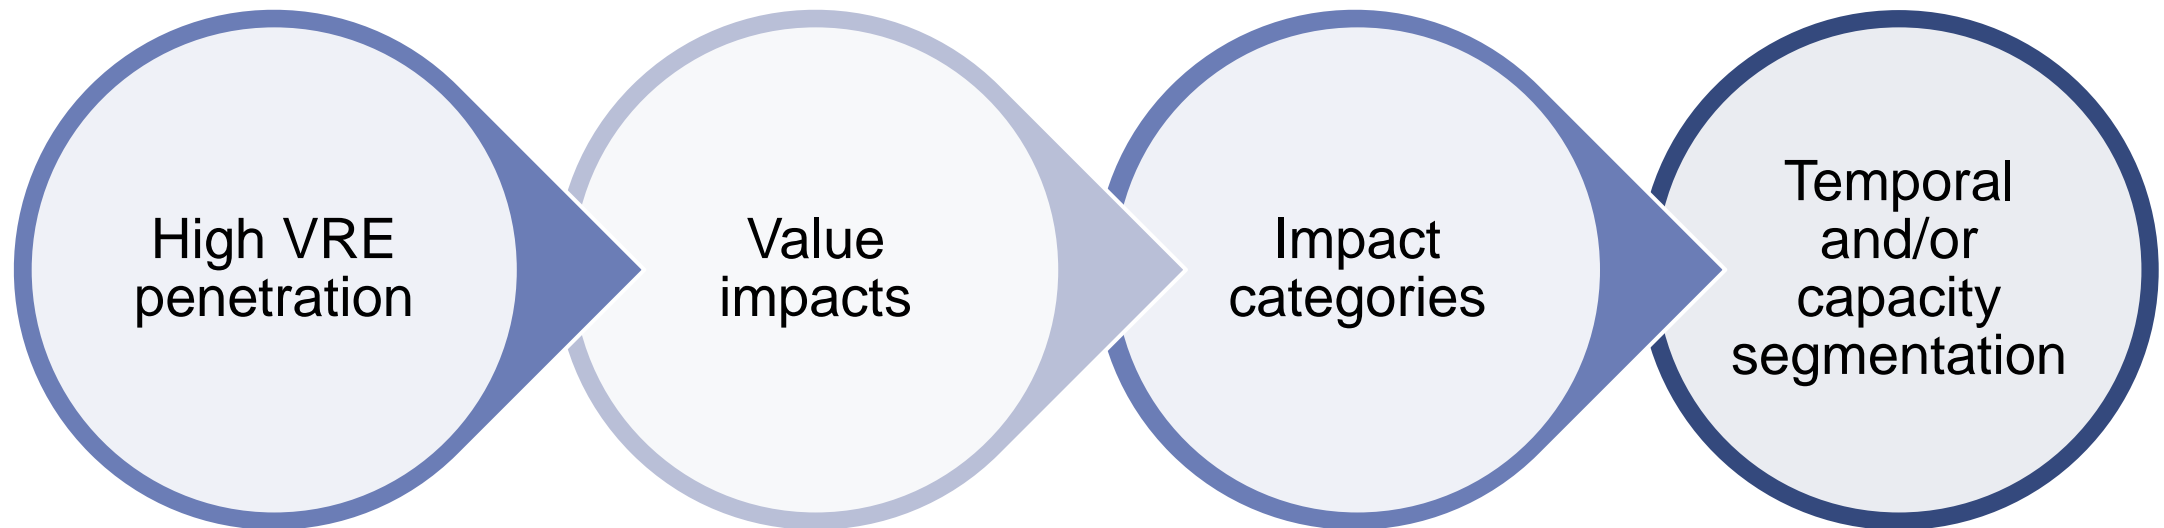 High VRE
penetration
Value
impacts
Impact
categories
Temporal
and/or
capacity
segmentation